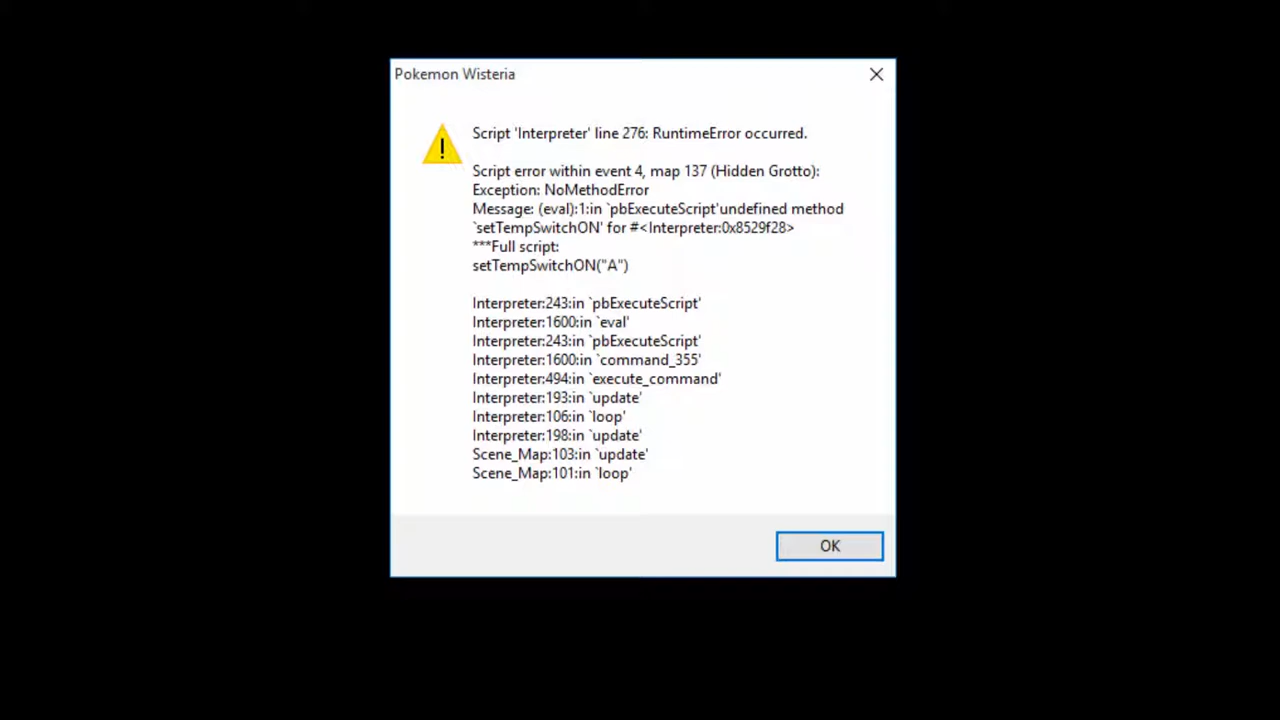 Pokemon Wisteria
Script 'Interpreter' line 276: RuntimeError occurred.
Script error within event 4, map 137 (Hidden Grotto):
Exception: NoMethodError
Message: (eval):1:in `pbExecuteScript'undefined method
`setTempSwitchON' for #<Interpreter:0x8529f28>
***Full script:
setTempSwitchON("A")
Interpreter:243:in `pbExecuteScript'
Interpreter:1600:in `eval'
Interpreter:243:in `pbExecuteScript'
Interpreter:1600:in `command_355'
Interpreter:494:in `execute_command'
Interpreter:193:in `update'
Interpreter:106:in `loop'
Interpreter:198:in `update'
Scene_Map:103:in `update'
Scene_Map:101:in `loop'
OK